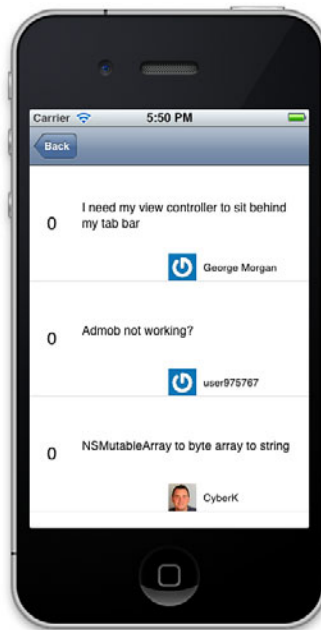 Carrier 5:50 PM
Back
0
I need my view controller to sit behind
my tab bar
George Morgan
0
Admob not working?
user975767
0
NSMutableArray to byte array to string
CyberK